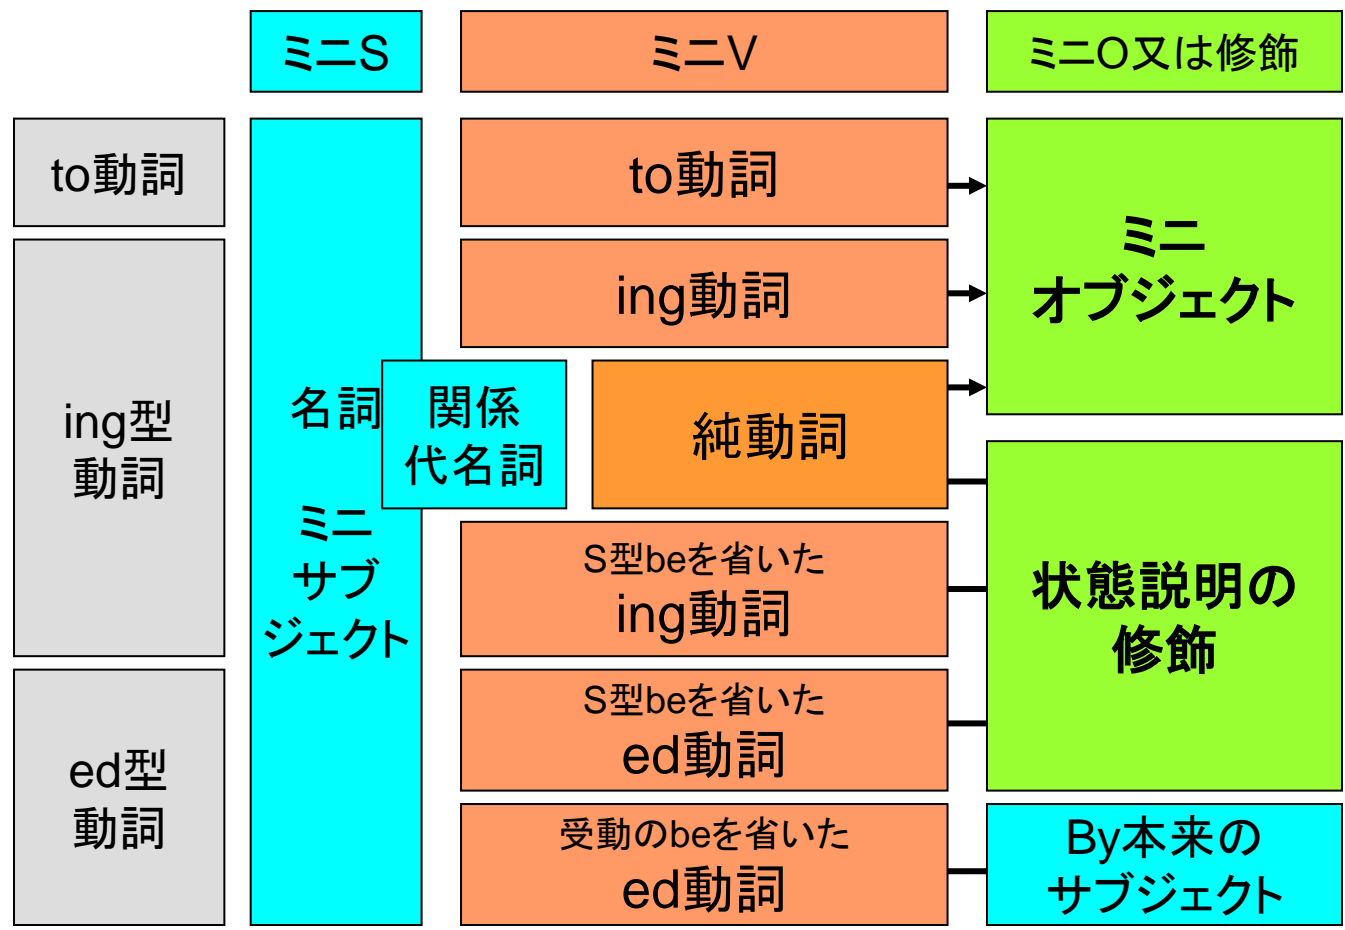 ミニS
ミニV
ミニO又は修飾
to動詞
to動詞
ミニ
オブジェクト
ing型
動詞
名詞
ミニ
サブ
ジェクト
ing動詞
関係
代名詞
純動詞
S型beを省いた
ing動詞
状態説明の
修飾
ed型
動詞
S型beを省いた
ed動詞
受動のbeを省いた
ed動詞
By本来の
サブジェクト